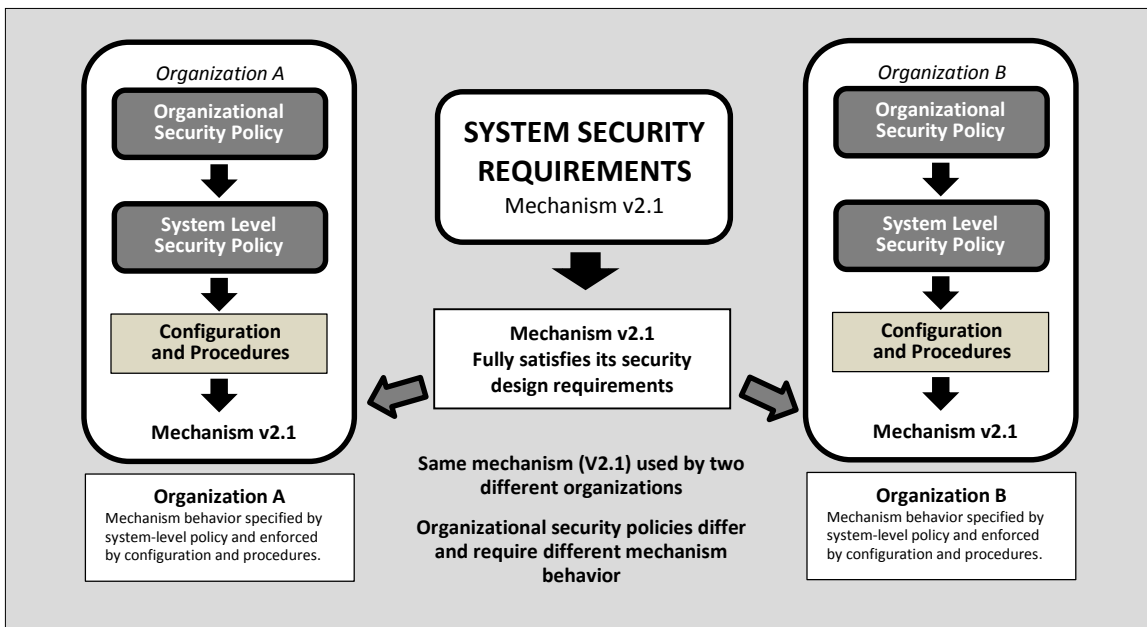 Organization A
Organizational
Security Policy
System Level
Security Policy
Configuration
and Procedures
Mechanism v2.1
Organization A
Mechanism behavior specified by
system-level policy and enforced
by configuration and procedures.
SYSTEM SECURITY
REQUIREMENTS
Mechanism v2.1
Mechanism v2.1
Fully satisfies its security
design requirements
Same mechanism (V2.1) used by two
different organizations
Organizational security policies differ
and require different mechanism
behavior
Organization B
Organizational
Security Policy
System Level
Security Policy
Configuration
and Procedures
Mechanism v2.1
Organization B
Mechanism behavior specified by
system-level policy and enforced
by configuration and procedures.